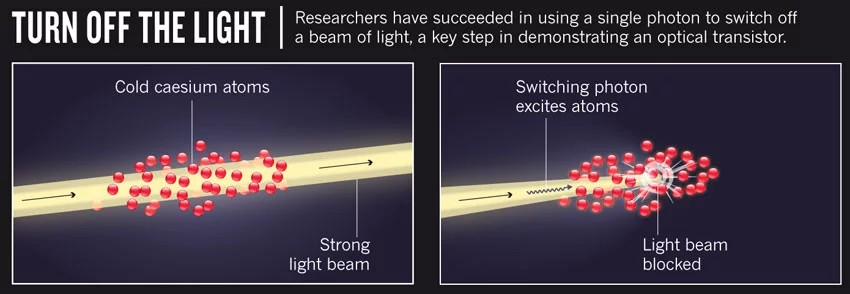 TURN OFF THE LIGHT
Researchers have succeeded in using a single photon to switch off
a beam of light, a key step in demonstrating an optical transistor.
Cold caesium atoms
Strong
light beam
Switching photon
excites atoms
Light beam
blocked